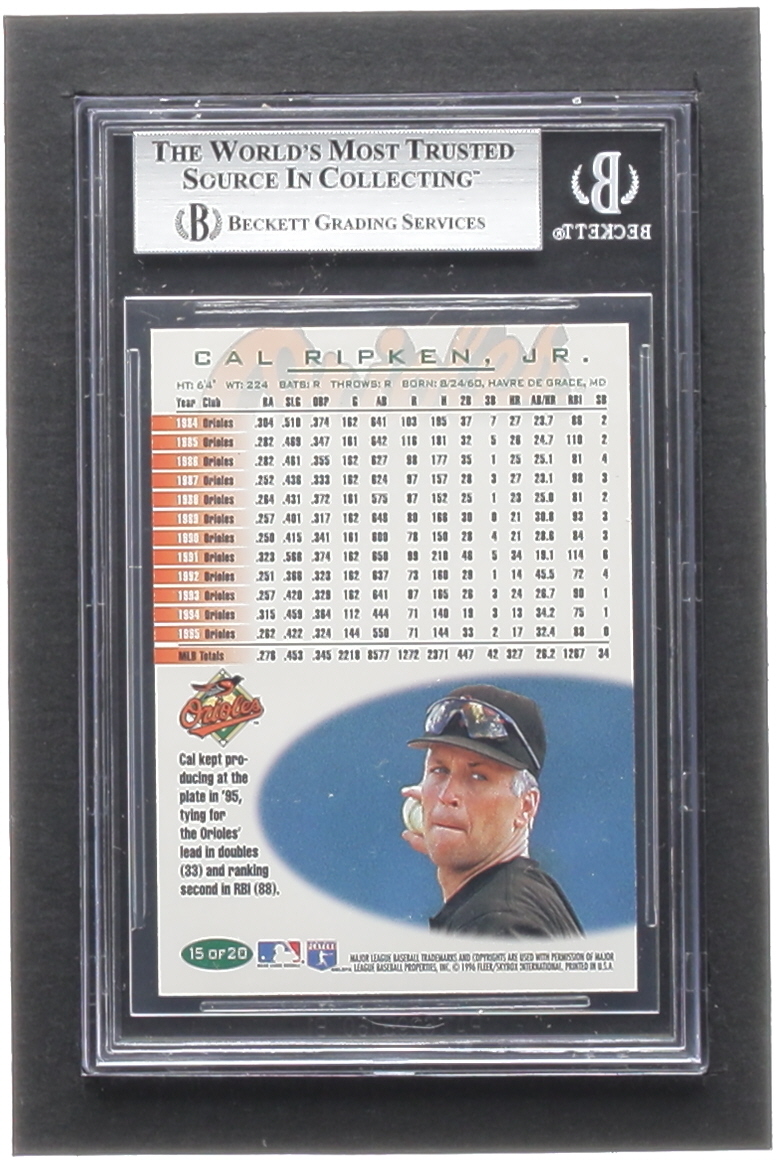 THE WORLD'S MOST TRUSTED
SOURCE IN COLLECTING™
B BECKETT GRADING SERVICES
B
BECKETT®
CAL RIPKEN, JR.
HT: 6'4" WT: 224 BATS: R THROWS: R BORN: 8/24/60, HAVRE DE GRACE, MD
Year Club BA SLG OBP G AB R H 2B 3B HR AB/HR RBI SB
1984 Orioles .304 .510 .374 162 641 103 195 37 7 27 23.7 86 2
1985 Orioles .282 .469 .347 161 642 116 181 32 5 26 24.7 110 2
1986 Orioles .282 .461 .355 162 627 98 177 35 1 25 25.1 81 4
1987 Orioles .252 .436 .333 162 624 97 157 28 3 27 23.1 98 3
1988 Orioles .264 .431 .372 161 575 87 152 25 1 23 25.0 81 2
1989 Orioles .257 .401 .317 162 646 80 166 30 0 21 30.8 93 3
1990 Orioles .250 .415 .341 161 600 78 150 28 4 21 28.6 84 3
1991 Orioles .323 .566 .374 162 650 99 210 46 5 34 19.1 114 6
1992 Orioles .251 .366 .323 162 637 73 160 29 1 14 45.5 72 4
1993 Orioles .257 .420 .329 162 641 87 165 26 3 24 26.7 90 1
1994 Orioles .315 .459 .364 112 444 71 140 19 3 13 34.2 75 1
1995 Orioles .262 .422 .324 144 550 71 144 33 2 17 32.4 88 0
MLB Totals .276 .453 .345 2218 8577 1272 2371 447 42 327 26.2 1267 34
Orioles
Cal kept pro-
ducing at the
plate in '95,
tying for
the Orioles'
lead in doubles
(33) and ranking
second in RBI (88).
15 OF 20
MAJOR LEAGUE BASEBALL TRADEMARKS AND COPYRIGHTS ARE USED WITH PERMISSION OF MAJOR
LEAGUE BASEBALL PROPERTIES, INC. © 1996 FLEER/SKYBOX INTERNATIONAL. PRINTED IN U.S.A.